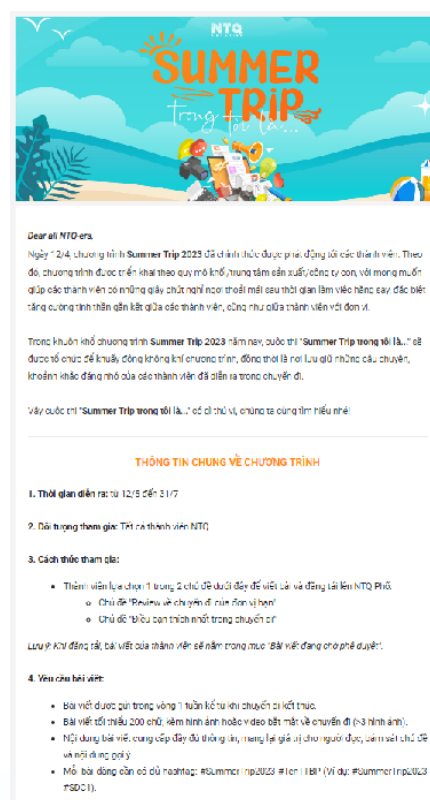 NTQ
SUMMER
TRIP
trong tôi là...
Dear all NTQ-ers,
Ngày 12/4, chương trình Summer Trip 2023 đã chính thức được phát động tới các thành viên. Theo
đó, chương trình được triển khai theo quy mô khối/trung tâm sản xuất/công ty con, với mong muốn
giúp các thành viên có những giây phút nghỉ ngơi thoải mái sau thời gian làm việc hăng say, đặc biệt
tăng cường tinh thần gắn kết giữa các thành viên, cũng như giữa thành viên với đơn vị.
Trong khuôn khổ chương trình Summer Trip 2023 năm nay, cuộc thi "Summer Trip trong tôi là..." sẽ
được tổ chức để khuấy động không khí chương trình, đồng thời là nơi lưu giữ những câu chuyện,
khoảnh khắc đáng nhớ của các thành viên đã diễn ra trong chuyến đi.
Vậy cuộc thi "Summer Trip trong tôi là..." có gì thú vị, chúng ta cùng tìm hiểu nhé!
THÔNG TIN CHUNG VỀ CHƯƠNG TRÌNH
1. Thời gian diễn ra: từ 12/5 đến 31/7
2. Đối tượng tham gia: Tất cả thành viên NTQ
3. Cách thức tham gia:
Thành viên lựa chọn 1 trong 2 chủ đề dưới đây để viết bài và đăng tải lên NTQ Phố.
Chủ đề "Review về chuyến đi của đơn vị bạn"
Chủ đề "Điều bạn thích nhất trong chuyến đi"
Lưu ý: Khi đăng tải, bài viết của thành viên sẽ nằm trong mục "Bài viết đang chờ phê duyệt".
4. Yêu cầu bài viết:
Bài viết được gửi trong vòng 1 tuần kể từ khi chuyến đi kết thúc.
Bài viết tối thiểu 200 chữ, kèm hình ảnh hoặc video bắt mắt về chuyến đi (>3 hình ảnh).
Nội dung bài viết cung cấp đầy đủ thông tin, mang lại giá trị cho người đọc, bám sát chủ đề
và nội dung gợi ý.
Mỗi bài đăng cần có đủ hashtag: #SummerTrip2023 #TenTTBP (Ví dụ: #SummerTrip2023
#SDC1).